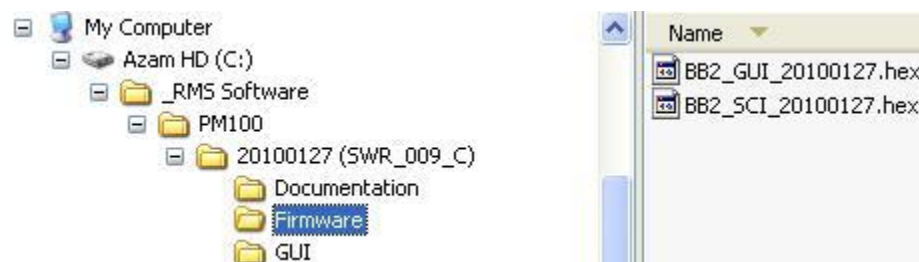 My Computer
Azam HD (C:)
_RMS Software
PM100
20100127 (SWR_009_C)
Documentation
Firmware
GUI
Name
BB2_GUI_20100127.hex
BB2_SCI_20100127.hex